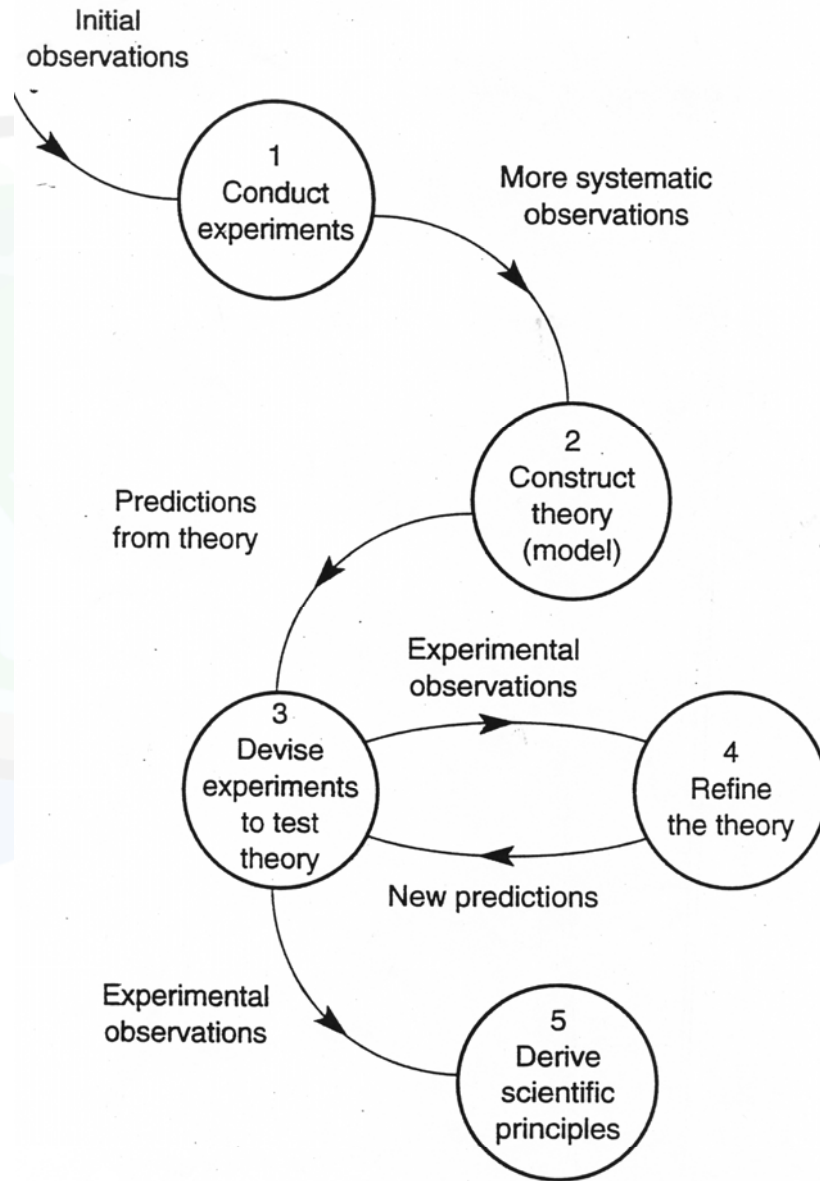 Initial
observations
1
Conduct
experiments
More systematic
observations
2
Construct
theory
(model)
Predictions
from theory
Experimental
observations
3
Devise
experiments
to test
theory
4
Refine
the theory
New predictions
Experimental
observations
5
Derive
scientific
principles